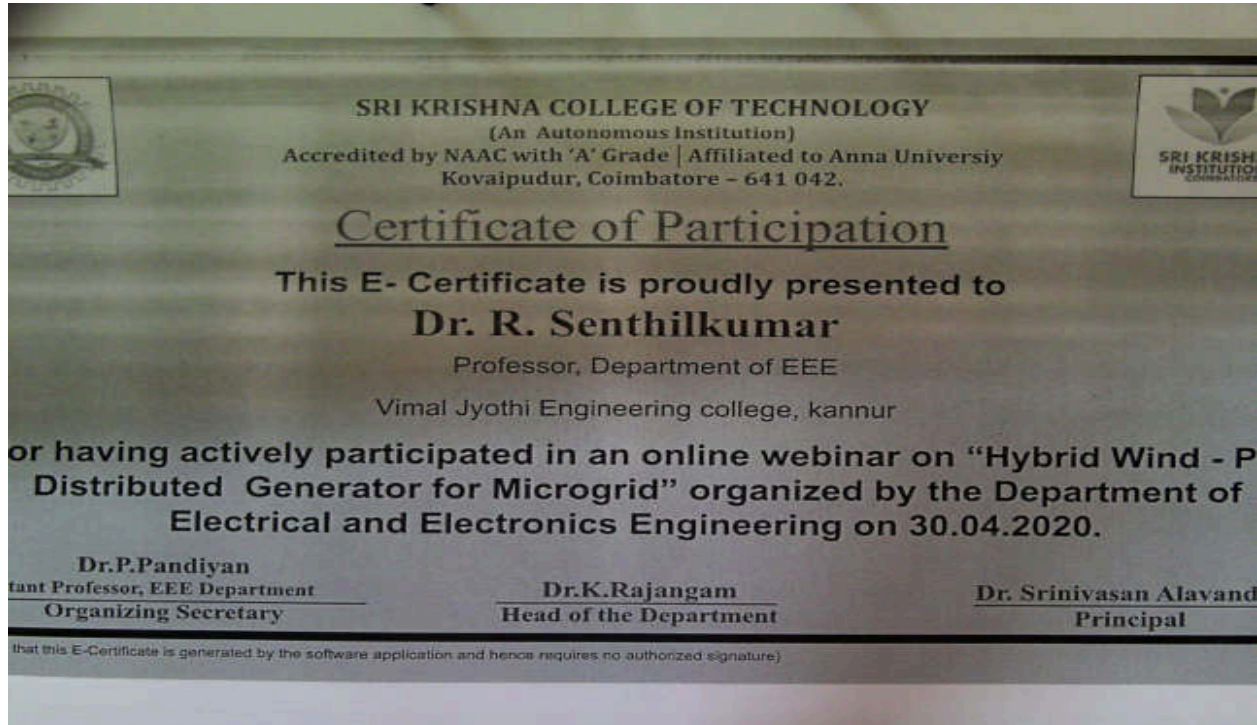 SRI KRISHNA COLLEGE OF TECHNOLOGY
(An Autonomous Institution)
Accredited by NAAC with 'A' Grade | Affiliated to Anna Universiy
Kovaipudur, Coimbatore – 641 042.
SRI KRISH
INSTITUTIO
COIMBATORE
Certificate of Participation
This E- Certificate is proudly presented to
Dr. R. Senthilkumar
Professor, Department of EEE
Vimal Jyothi Engineering college, kannur
or having actively participated in an online webinar on “Hybrid Wind - P
Distributed Generator for Microgrid” organized by the Department of
Electrical and Electronics Engineering on 30.04.2020.
Dr.P.Pandiyan
tant Professor, EEE Department
Organizing Secretary
Dr.K.Rajangam
Head of the Department
Dr. Srinivasan Alavand
Principal
that this E-Certificate is generated by the software application and hence requires no authorized signature)